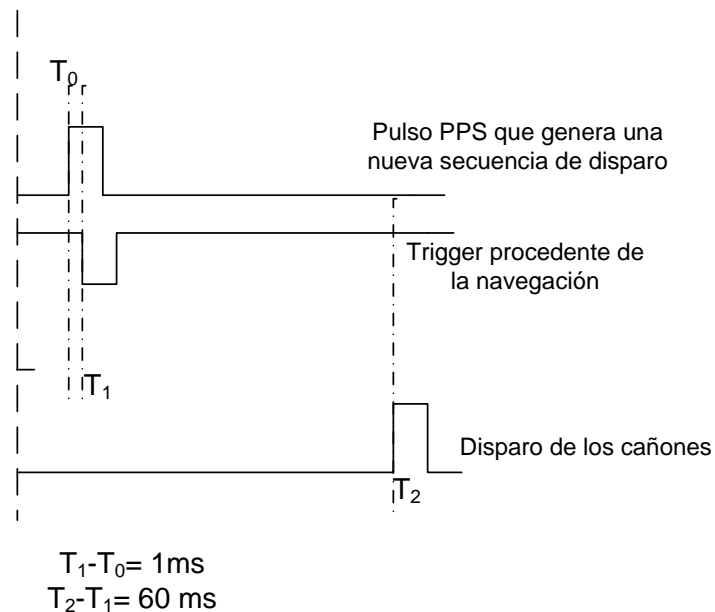 T₀
Pulso PPS que genera una
nueva secuencia de disparo
Trigger procedente de
la navegación
T₁
Disparo de los cañones
T₂
T₁-T₀= 1ms
T₂-T₁= 60 ms